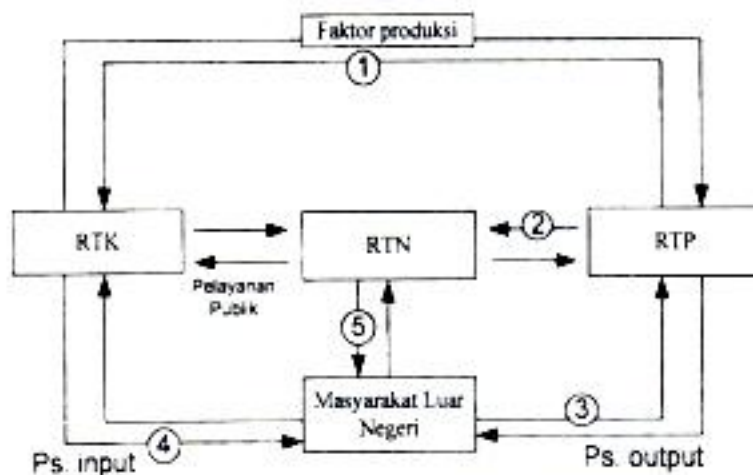 Faktor produksi
1
RTK
RTN
2
RTP
Pelayanan
Publik
5
Masyarakat Luar
Negeri
3
4
Ps. input
Ps. output